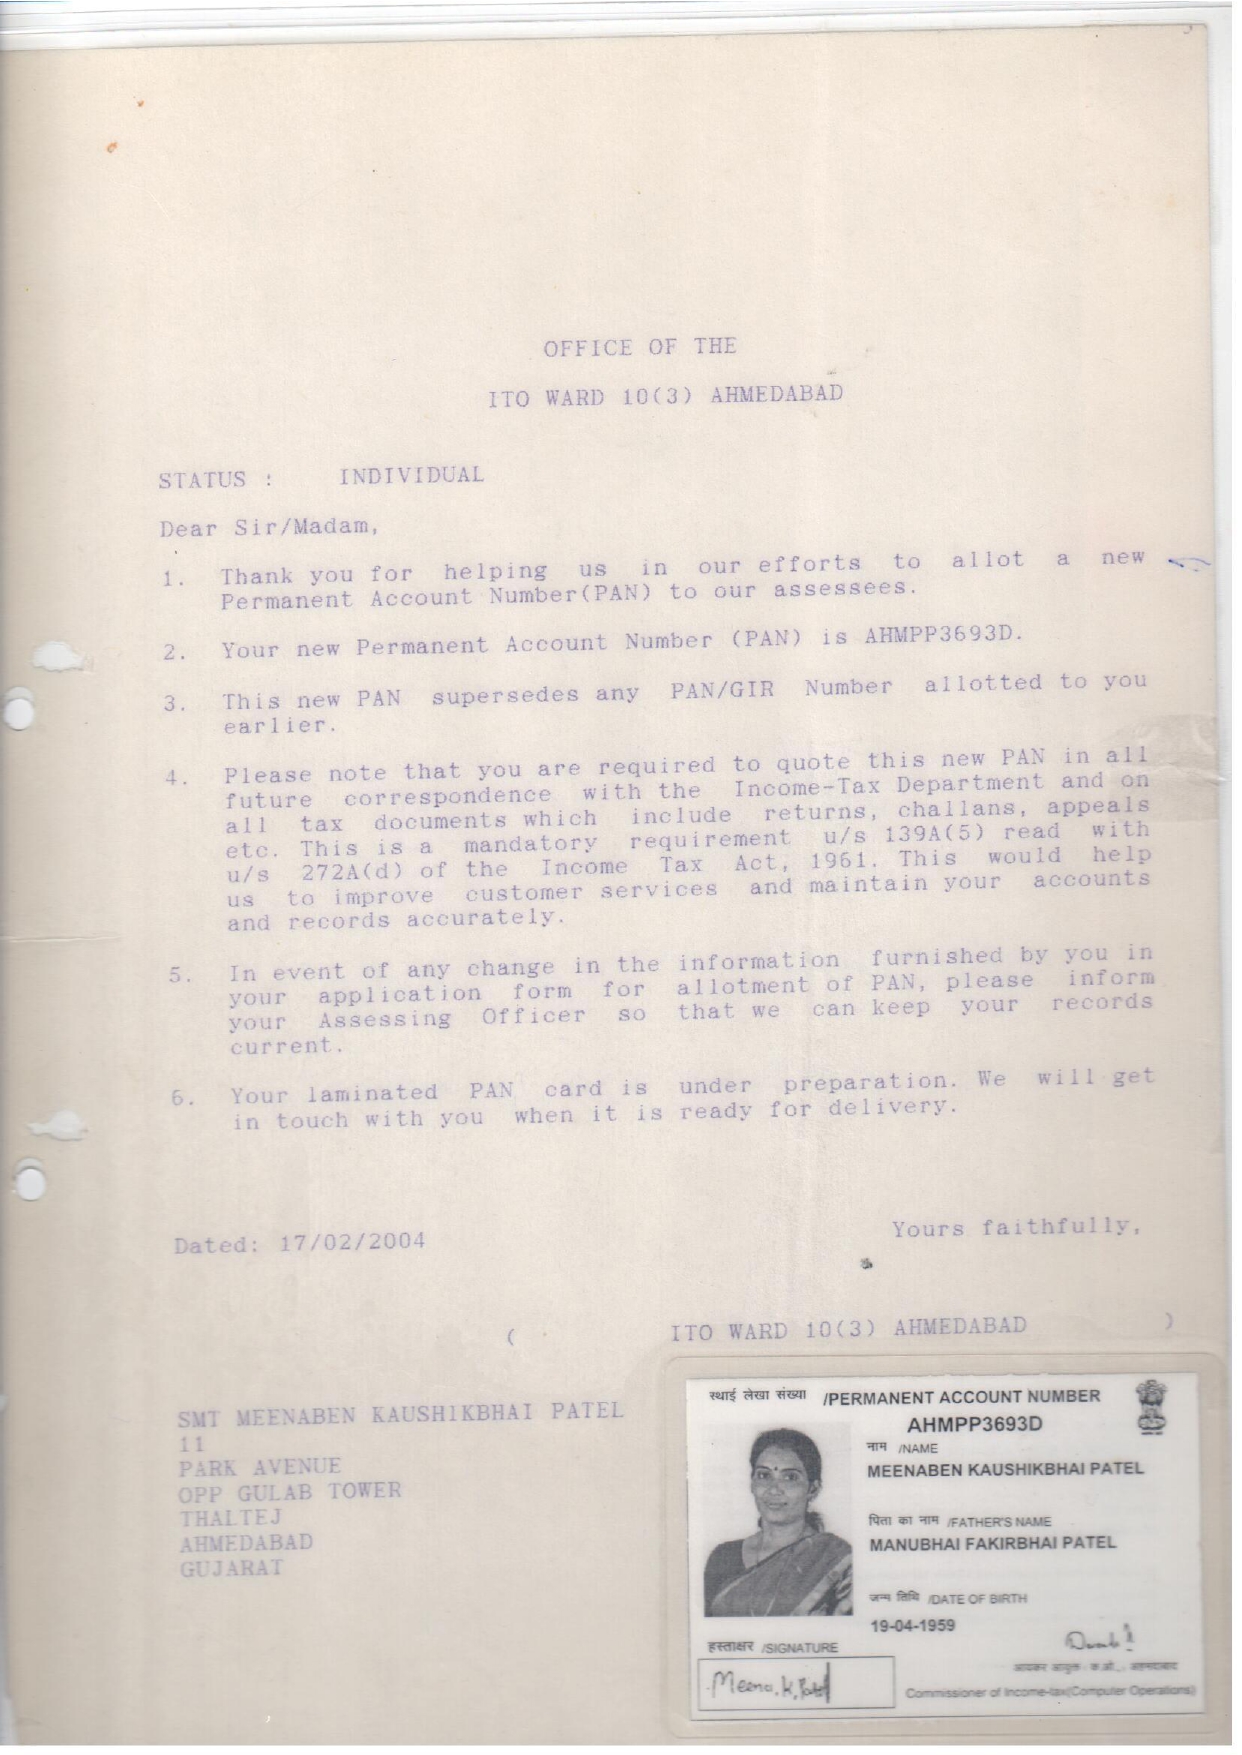 OFFICE OF THE
ITO WARD 10(3) AHMEDABAD
STATUS : INDIVIDUAL
Dear Sir/Madam,
1. Thank you for helping us in our efforts to allot a new
Permanent Account Number(PAN) to our assessees.
2. Your new Permanent Account Number (PAN) is AHMPP3693D.
3. This new PAN supersedes any PAN/GIR Number allotted to you
earlier.
4. Please note that you are required to quote this new PAN in all
future correspondence with the Income-Tax Department and on
all tax documents which include returns, challans, appeals
etc. This is a mandatory requirement u/s 139A(5) read with
u/s 272A(d) of the Income Tax Act, 1961. This would help
us to improve customer services and maintain your accounts
and records accurately.
5. In event of any change in the information furnished by you in
your application form for allotment of PAN, please inform
your Assessing Officer so that we can keep your records
current.
6. Your laminated PAN card is under preparation. We will get
in touch with you when it is ready for delivery.
Yours faithfully,
Dated: 17/02/2004
( ITO WARD 10(3) AHMEDABAD )
SMT MEENABEN KAUSHIKBHAI PATEL
11
PARK AVENUE
OPP GULAB TOWER
THALTEJ
AHMEDABAD
GUJARAT
स्थाई लेखा संख्या /PERMANENT ACCOUNT NUMBER
AHMPP3693D
नाम /NAME
MEENABEN KAUSHIKBHAI PATEL
पिता का नाम /FATHER'S NAME
MANUBHAI FAKIRBHAI PATEL
जन्म तिथि /DATE OF BIRTH
19-04-1959
हस्ताक्षर /SIGNATURE
Meena.K.Patel
आयकर आयुक्त
Commissioner of Income-tax(Computer Operations)